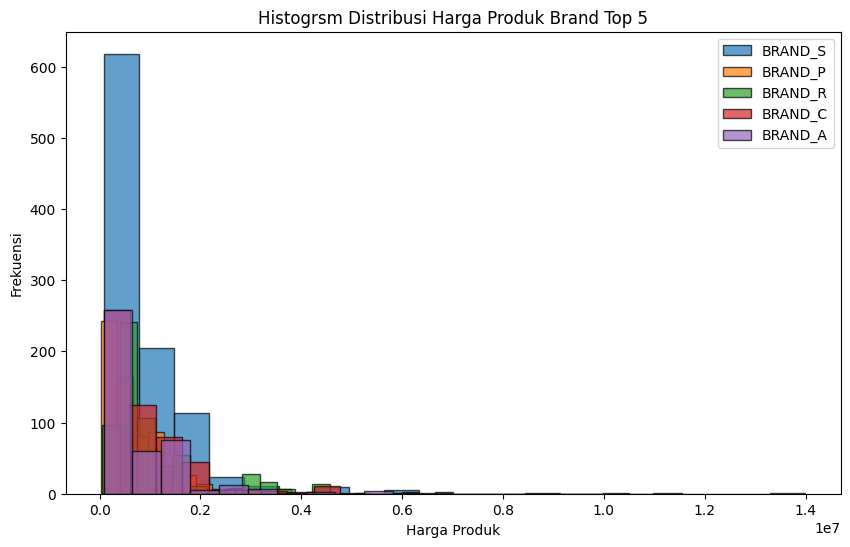 Histogrsm Distribusi Harga Produk Brand Top 5
BRAND_S
BRAND_P
BRAND_R
BRAND_C
BRAND_A
Frekuensi
600
500
400
300
200
100
0
0.0 0.2 0.4 0.6 0.8 1.0 1.2 1.4
1e7
Harga Produk